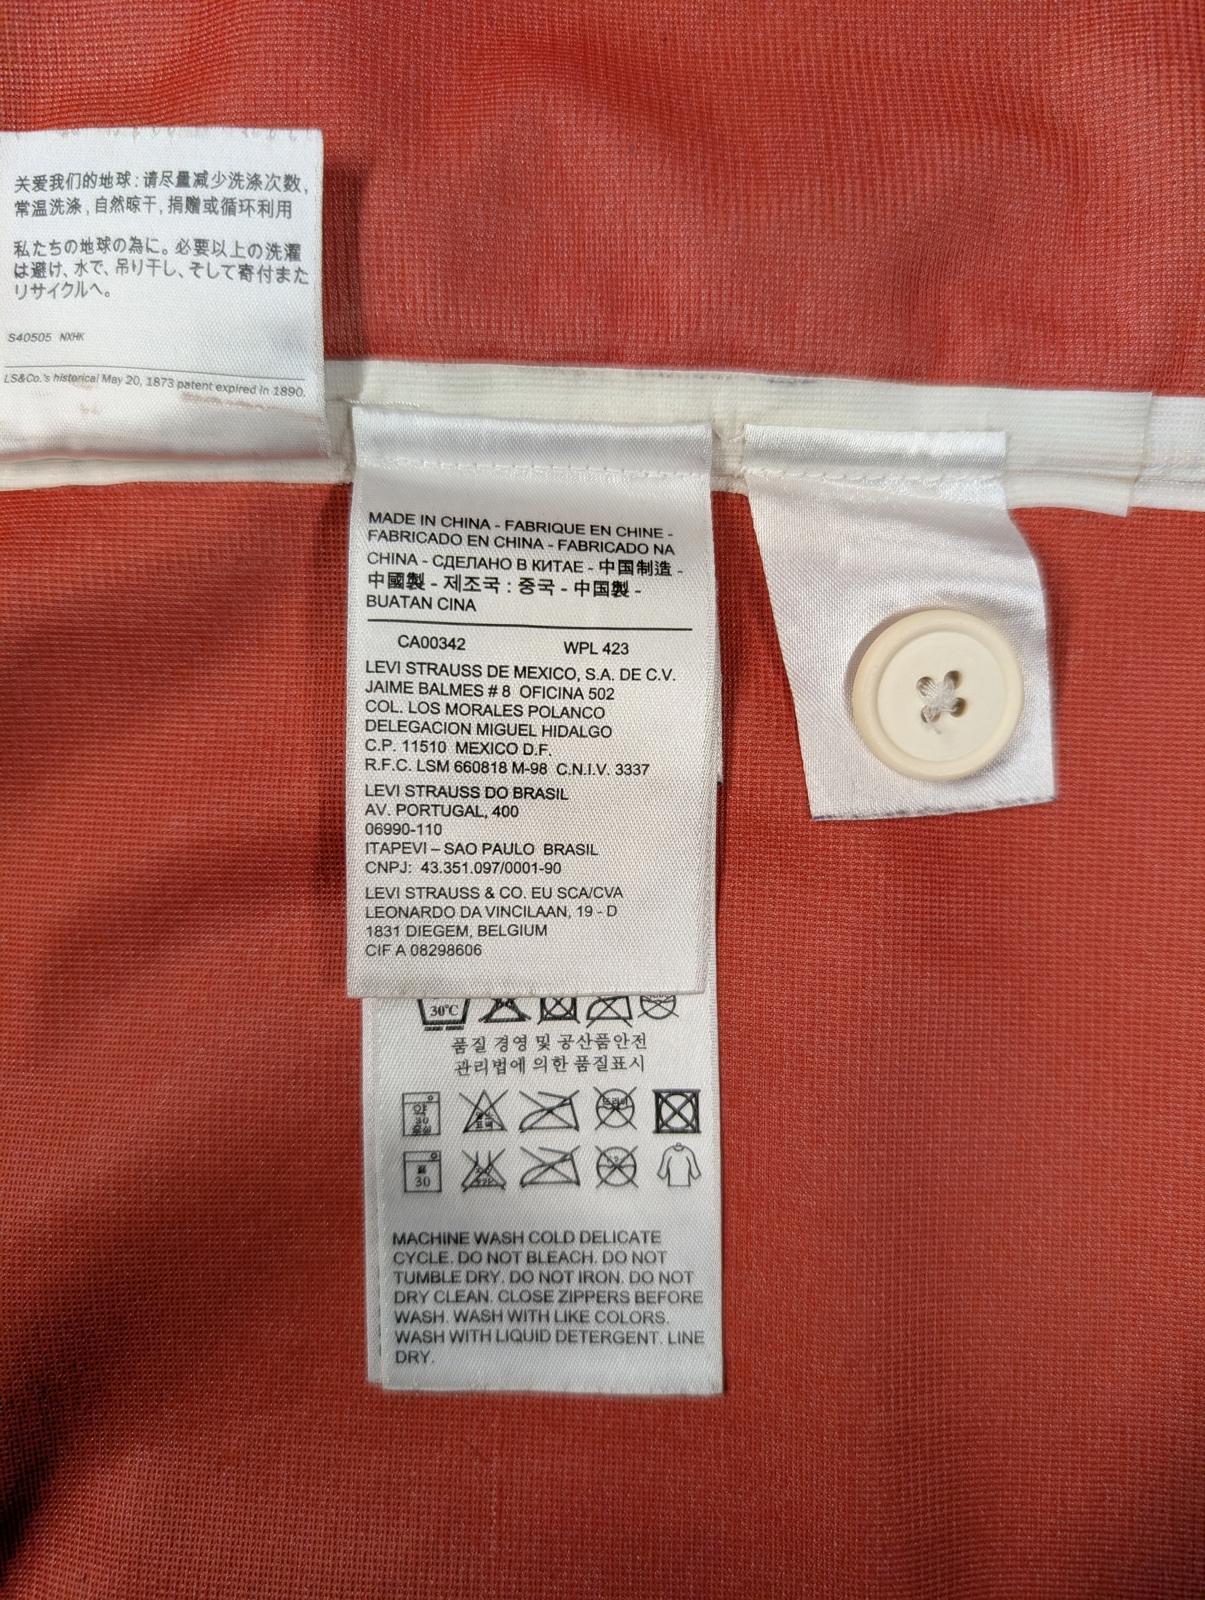 关爱我们的地球:请尽量减少洗涤次数,
常温洗涤,自然晾干,捐赠或循环利用
私たちの地球の為に。必要以上の洗濯
は避け、水で、吊り干し、そして寄付また
リサイクルへ。
S40505 NXHK
LS&Co.'s historical May 20, 1873 patent expired in 1890.
MADE IN CHINA - FABRIQUE EN CHINE -
FABRICADO EN CHINA - FABRICADO NA
CHINA - СДЕЛАНО В КИТАЕ - 中国制造 -
中國製 - 제조국 : 중국 - 中国製 -
BUATAN CINA
CA00342 WPL 423
LEVI STRAUSS DE MEXICO, S.A. DE C.V.
JAIME BALMES # 8 OFICINA 502
COL. LOS MORALES POLANCO
DELEGACION MIGUEL HIDALGO
C.P. 11510 MEXICO D.F.
R.F.C. LSM 660818 M-98 C.N.I.V. 3337
LEVI STRAUSS DO BRASIL
AV. PORTUGAL, 400
06990-110
ITAPEVI – SAO PAULO BRASIL
CNPJ: 43.351.097/0001-90
LEVI STRAUSS & CO. EU SCA/CVA
LEONARDO DA VINCILAAN, 19 - D
1831 DIEGEM, BELGIUM
CIF A 08298606
30°C
품질 경영 및 공산품안전
관리법에 의한 품질표시
약
30
중성
30
MACHINE WASH COLD DELICATE
CYCLE. DO NOT BLEACH. DO NOT
TUMBLE DRY. DO NOT IRON. DO NOT
DRY CLEAN. CLOSE ZIPPERS BEFORE
WASH. WASH WITH LIKE COLORS.
WASH WITH LIQUID DETERGENT. LINE
DRY.